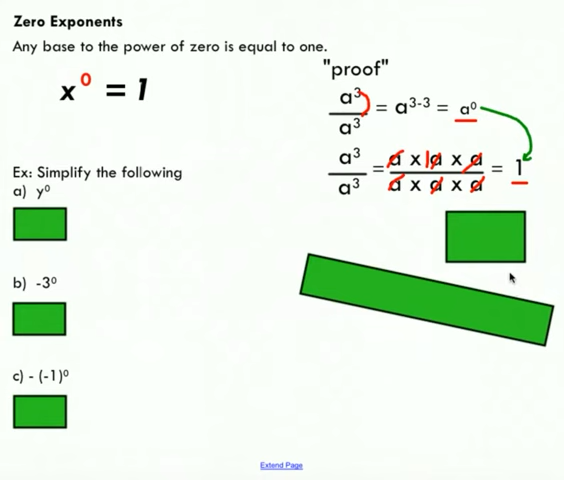 Zero Exponents
Any base to the power of zero is equal to one.
x⁰ = 1
"proof"
a³/a³ = a³⁻³ = a⁰
a³/a³ = a x a x a / a x a x a = 1
Ex: Simplify the following
a) y⁰
b) -3⁰
c) - (-1)⁰
Extend Page